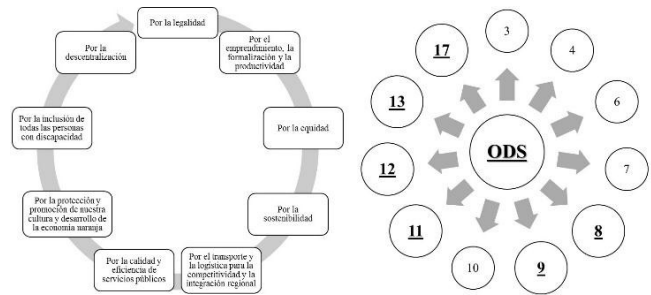 Por la legalidad
Por el
emprendimiento, la
formalización y la
productividad
Por la equidad
Por la
sostenibilidad
Por el transporte y
la logística para la
competitividad y la
integración regional
Por la calidad y
eficiencia de
servicios públicos
Por la protección y
promoción de nuestra
cultura y desarrollo de
la economía naranja
Por la inclusión de
todas las personas
con discapacidad
Por la
descentralización
ODS
3
4
6
7
8
9
10
11
12
13
17